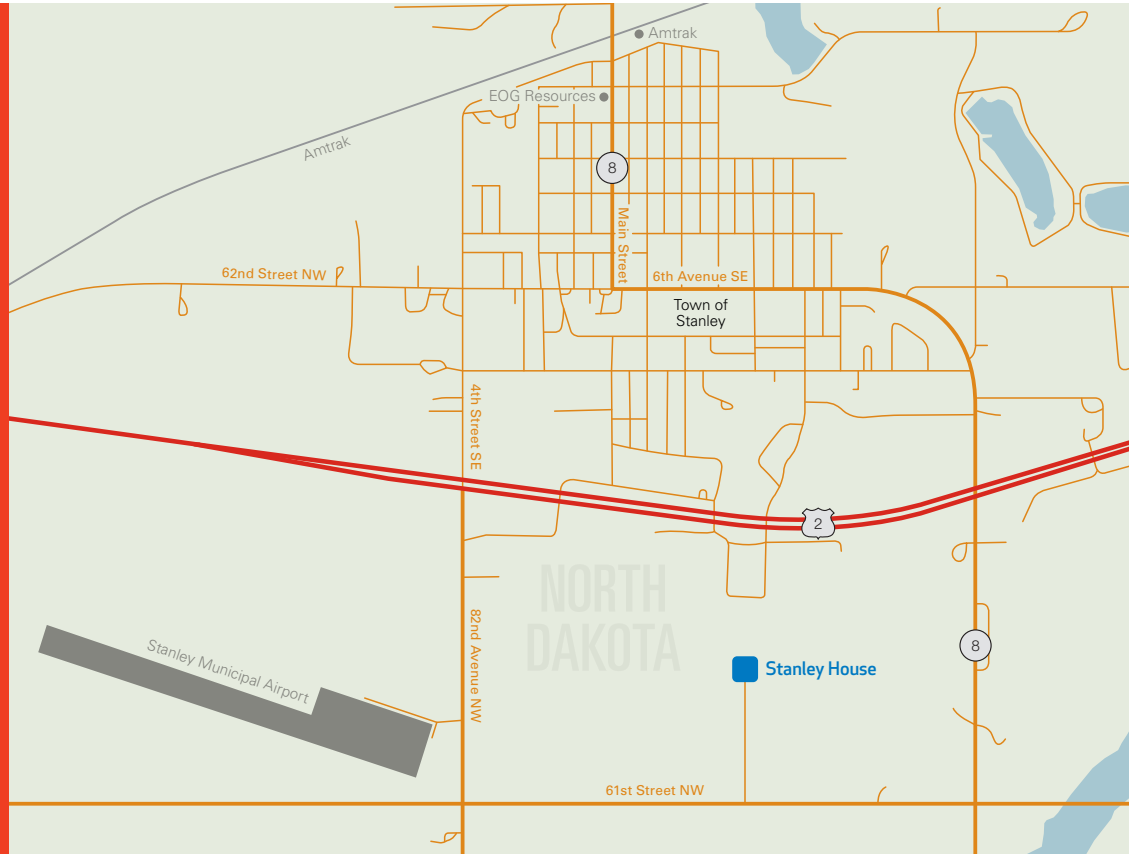 Amtrak
EOG Resources
Amtrak
8
Main Street
62nd Street NW
6th Avenue SE
Town of
Stanley
4th Street SE
2
NORTH
DAKOTA
82nd Avenue NW
8
Stanley Municipal Airport
Stanley House
61st Street NW